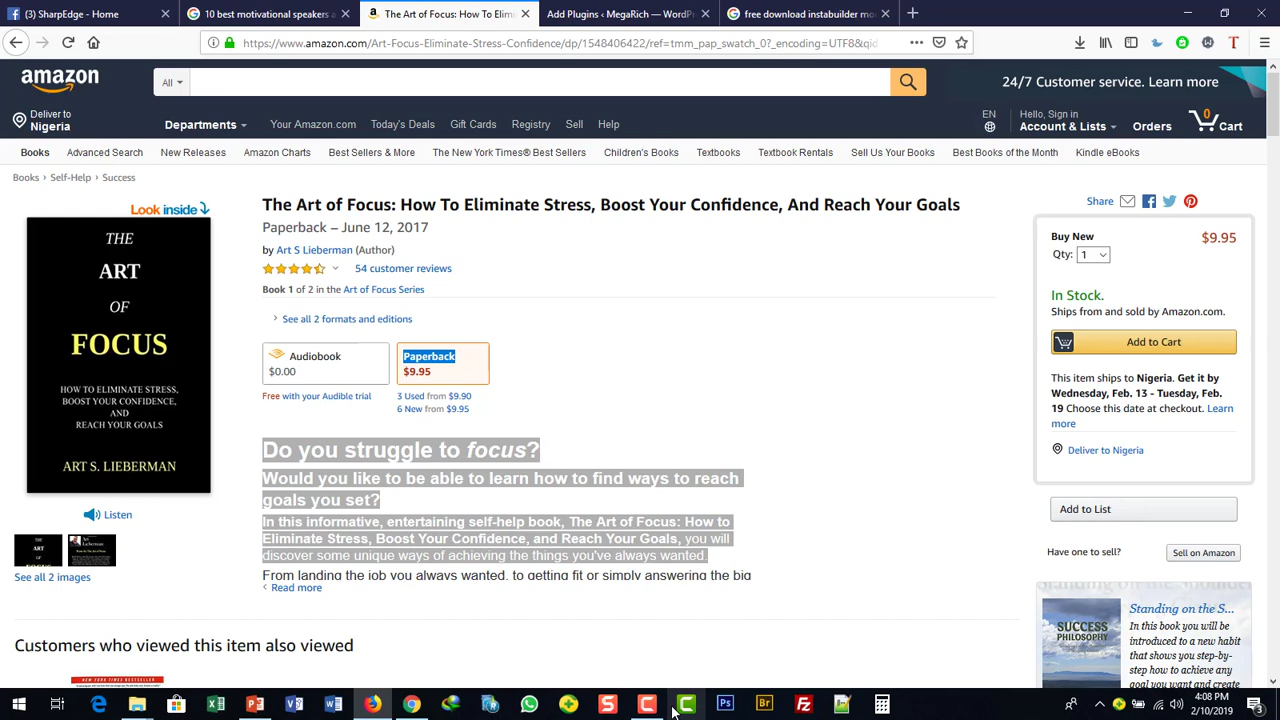 (3) SharpEdge - Home
10 best motivational speakers a
The Art of Focus: How To Elim
Add Plugins ‹ MegaRich — WordPr
free download instabuilder mo
https://www.amazon.com/Art-Focus-Eliminate-Stress-Confidence/dp/1548406422/ref=tmm_pap_swatch_0?_encoding=UTF8&qid
amazon
All
24/7 Customer service. Learn more
Deliver to
Nigeria
Departments
Your Amazon.com
Today's Deals
Gift Cards
Registry
Sell
Help
EN
Hello, Sign in
Account & Lists
Orders
0
Cart
Books
Advanced Search
New Releases
Amazon Charts
Best Sellers & More
The New York Times® Best Sellers
Children's Books
Textbooks
Textbook Rentals
Sell Us Your Books
Best Books of the Month
Kindle eBooks
Books › Self-Help › Success
Look inside
THE
ART
OF
FOCUS
HOW TO ELIMINATE STRESS,
BOOST YOUR CONFIDENCE,
AND
REACH YOUR GOALS
ART S. LIEBERMAN
Listen
See all 2 images
The Art of Focus: How To Eliminate Stress, Boost Your Confidence, And Reach Your Goals
Paperback – June 12, 2017
by Art S Lieberman (Author)
54 customer reviews
Book 1 of 2 in the Art of Focus Series
See all 2 formats and editions
Audiobook
$0.00
Free with your Audible trial
Paperback
$9.95
3 Used from $9.90
6 New from $9.95
Do you struggle to focus?
Would you like to be able to learn how to find ways to reach
goals you set?
In this informative, entertaining self-help book, The Art of Focus: How to
Eliminate Stress, Boost Your Confidence, and Reach Your Goals, you will
discover some unique ways of achieving the things you've always wanted.
From landing the job you always wanted, to getting fit or simply answering the big
Read more
Customers who viewed this item also viewed
Share
Buy New
$9.95
Qty: 1
In Stock.
Ships from and sold by Amazon.com.
Add to Cart
This item ships to Nigeria. Get it by
Wednesday, Feb. 13 - Tuesday, Feb.
19 Choose this date at checkout. Learn
more
Deliver to Nigeria
Add to List
Have one to sell?
Sell on Amazon
Standing on the Shoulder
SUCCESS
PHILOSOPHY
Standing on the S...
In this book you will be
introduced to a new habit
that shows you step-by-
step how to achieve any
goal you want and
4:08 PM
2/10/2019